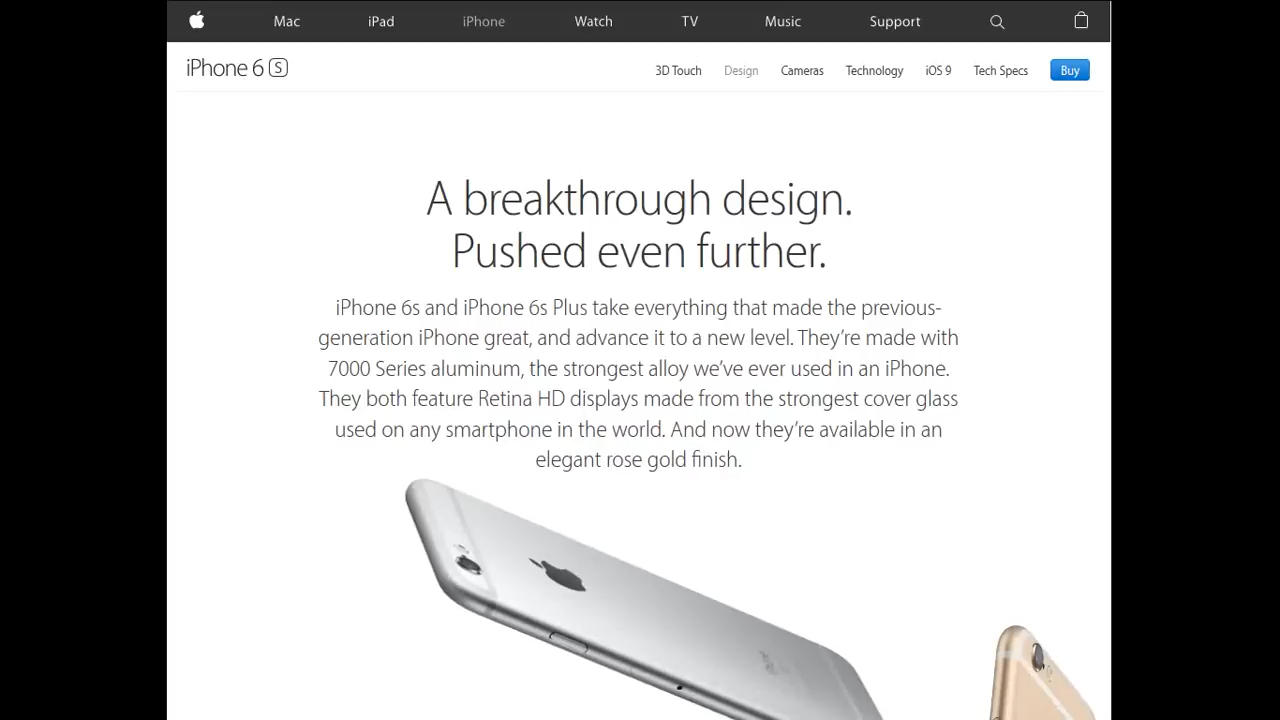 Mac iPad iPhone Watch TV Music Support
iPhone 6 S
3D Touch Design Cameras Technology iOS 9 Tech Specs Buy
A breakthrough design.
Pushed even further.
iPhone 6s and iPhone 6s Plus take everything that made the previous-
generation iPhone great, and advance it to a new level. They’re made with
7000 Series aluminum, the strongest alloy we’ve ever used in an iPhone.
They both feature Retina HD displays made from the strongest cover glass
used on any smartphone in the world. And now they’re available in an
elegant rose gold finish.